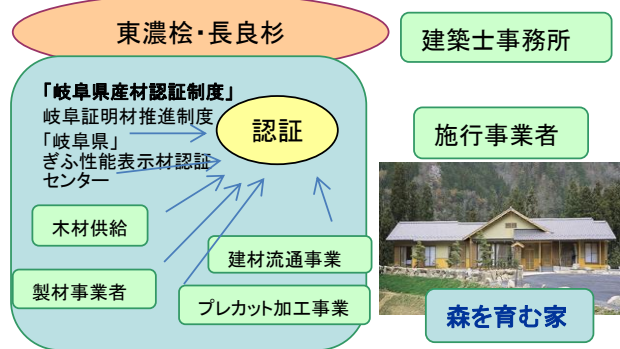 東濃桧・長良杉
建築士事務所
「岐阜県産材認証制度」
岐阜証明材推進制度
「岐阜県」
ぎふ性能表示材認証
センター
認証
施行事業者
木材供給
建材流通事業
製材事業者
プレカット加工事業
森を育む家